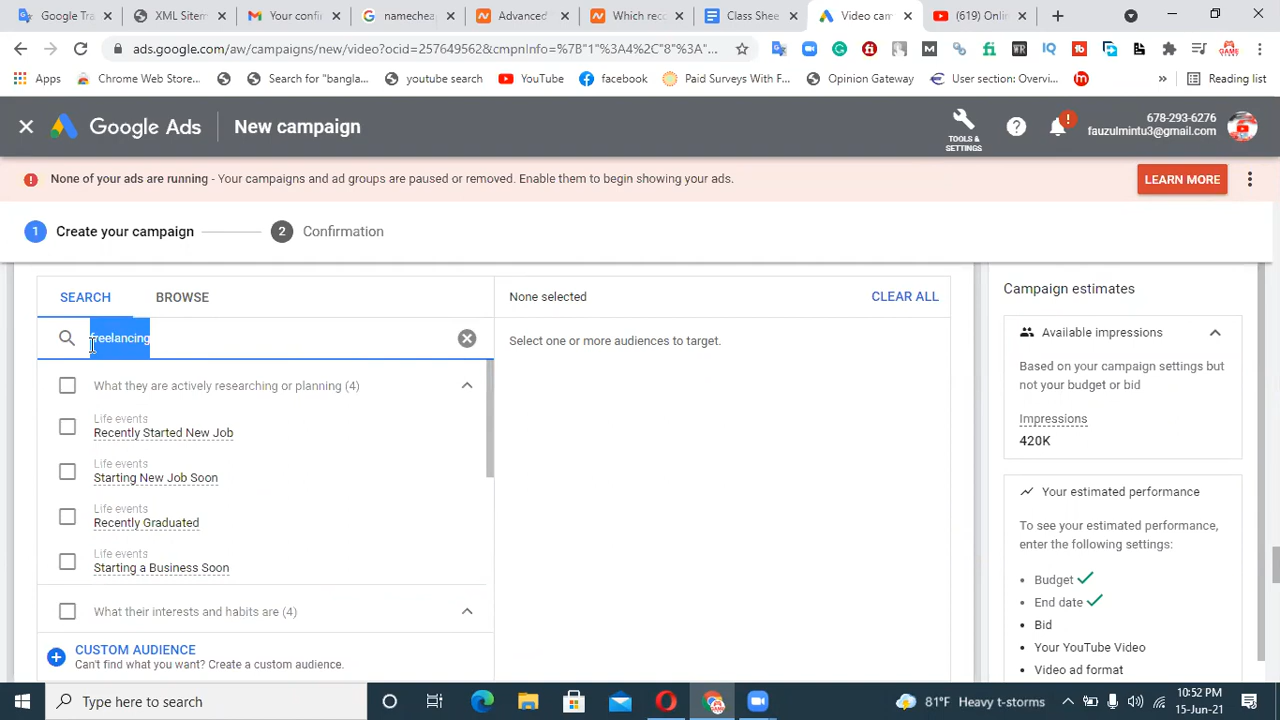 Google Tra
XML Sitem
Your confi
namecheap
Advanced
Which reco
Class Shee
Video cam
(619) Onlin
ads.google.com/aw/campaigns/new/video?ocid=257649562&cmpnInfo=%7B"1"%3A4%2C"8"%3A"...
Apps
Chrome Web Store...
Search for "bangla...
youtube search
YouTube
facebook
Paid Surveys With F...
Opinion Gateway
User section: Overvi...
»
Reading list
Google Ads
New campaign
TOOLS &
SETTINGS
678-293-6276
fauzulmintu3@gmail.com
None of your ads are running - Your campaigns and ad groups are paused or removed. Enable them to begin showing your ads.
LEARN MORE
1 Create your campaign
2 Confirmation
SEARCH
BROWSE
None selected
CLEAR ALL
Campaign estimates
freelancing
Select one or more audiences to target.
Available impressions
Based on your campaign settings but
not your budget or bid
Impressions
420K
What they are actively researching or planning (4)
Life events
Recently Started New Job
Life events
Starting New Job Soon
Life events
Recently Graduated
Life events
Starting a Business Soon
What their interests and habits are (4)
CUSTOM AUDIENCE
Can't find what you want? Create a custom audience.
Your estimated performance
To see your estimated performance,
enter the following settings:
• Budget
• End date
• Bid
• Your YouTube Video
• Video ad format
Type here to search
81°F Heavy t-storms
10:52 PM
15-Jun-21